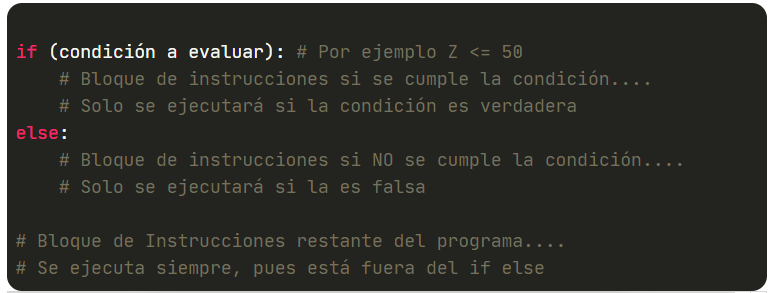 if (condición a evaluar): # Por ejemplo Z <= 50
    # Bloque de instrucciones si se cumple la condición....
    # Solo se ejecutará si la condición es verdadera
else:
    # Bloque de instrucciones si NO se cumple la condición....
    # Solo se ejecutará si la es falsa
# Bloque de Instrucciones restante del programa....
# Se ejecuta siempre, pues está fuera del if else